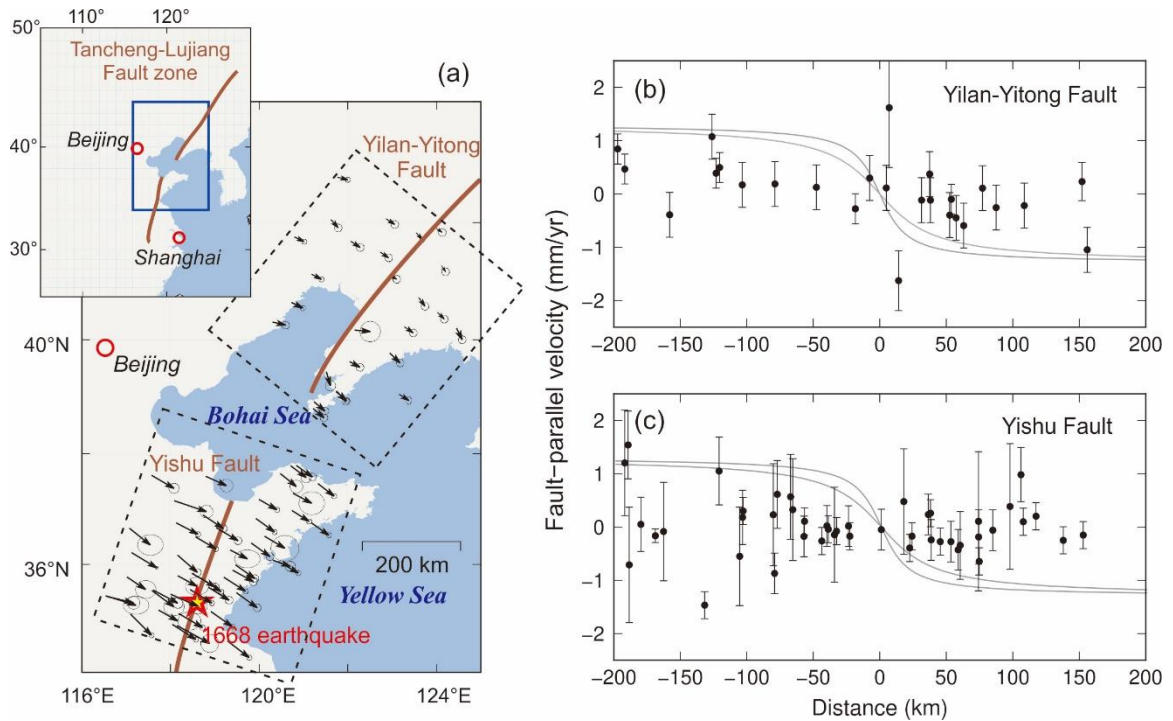 110° 120°
50°
Tancheng-Lujiang
Fault zone
Beijing
40°
30°
Shanghai
(a)
Yilan-Yitong
Fault
40°N
Beijing
Bohai Sea
Yishu Fault
200 km
36°N
Yellow Sea
1668 earthquake
116°E 120°E 124°E
(b)
Yilan-Yitong Fault
2
1
0
−1
−2
−200 −150 −100 −50 0 50 100 150 200
Fault-parallel velocity (mm/yr)
(c)
Yishu Fault
2
1
0
−1
−2
−200 −150 −100 −50 0 50 100 150 200
Distance (km)